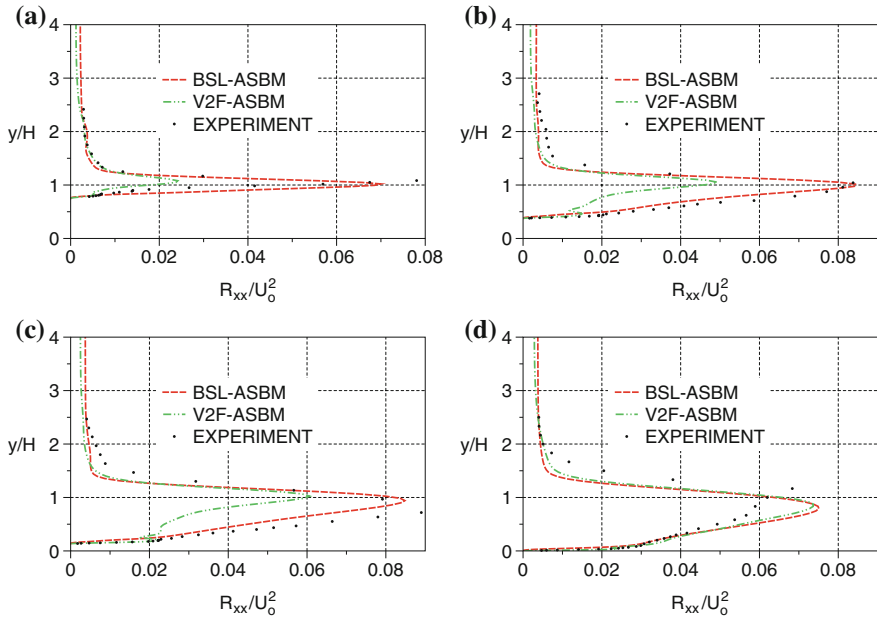 (a)
4
3
BSL-ASBM
V2F-ASBM
y/H
EXPERIMENT
2
1
0
0 0.02 0.04 0.06 0.08
R_xx/U_o^2
(b)
4
3
BSL-ASBM
V2F-ASBM
y/H
EXPERIMENT
2
1
0
0 0.02 0.04 0.06 0.08
R_xx/U_o^2
(c)
4
3
BSL-ASBM
V2F-ASBM
y/H
EXPERIMENT
2
1
0
0 0.02 0.04 0.06 0.08
R_xx/U_o^2
(d)
4
3
BSL-ASBM
V2F-ASBM
y/H
EXPERIMENT
2
1
0
0 0.02 0.04 0.06 0.08
R_xx/U_o^2